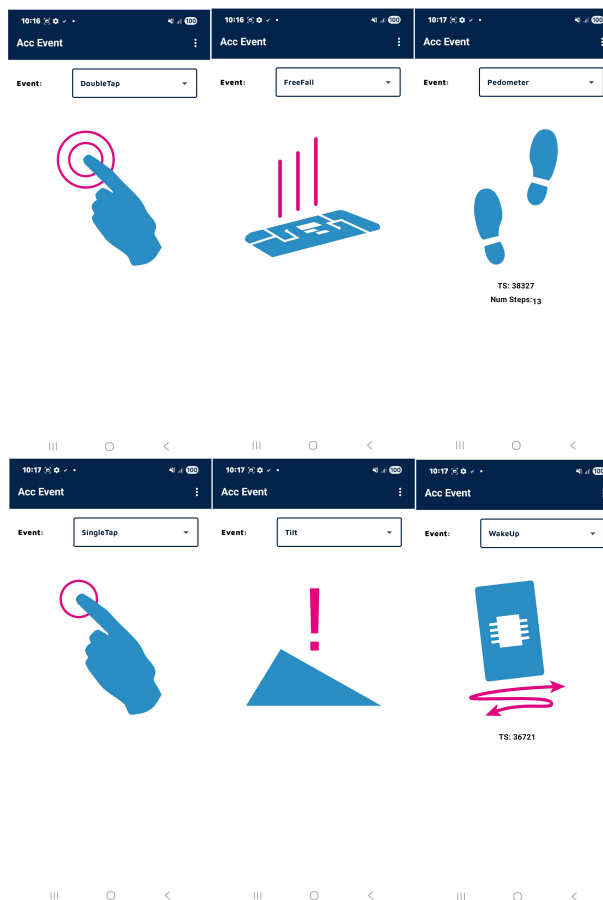 10:16
100
Acc Event
Event:
DoubleTap
10:16
100
Acc Event
Event:
FreeFall
10:17
100
Acc Event
Event:
Pedometer
TS: 38327
Num Steps:13
10:17
100
Acc Event
Event:
SingleTap
10:17
100
Acc Event
Event:
Tilt
10:17
100
Acc Event
Event:
WakeUp
TS: 36721